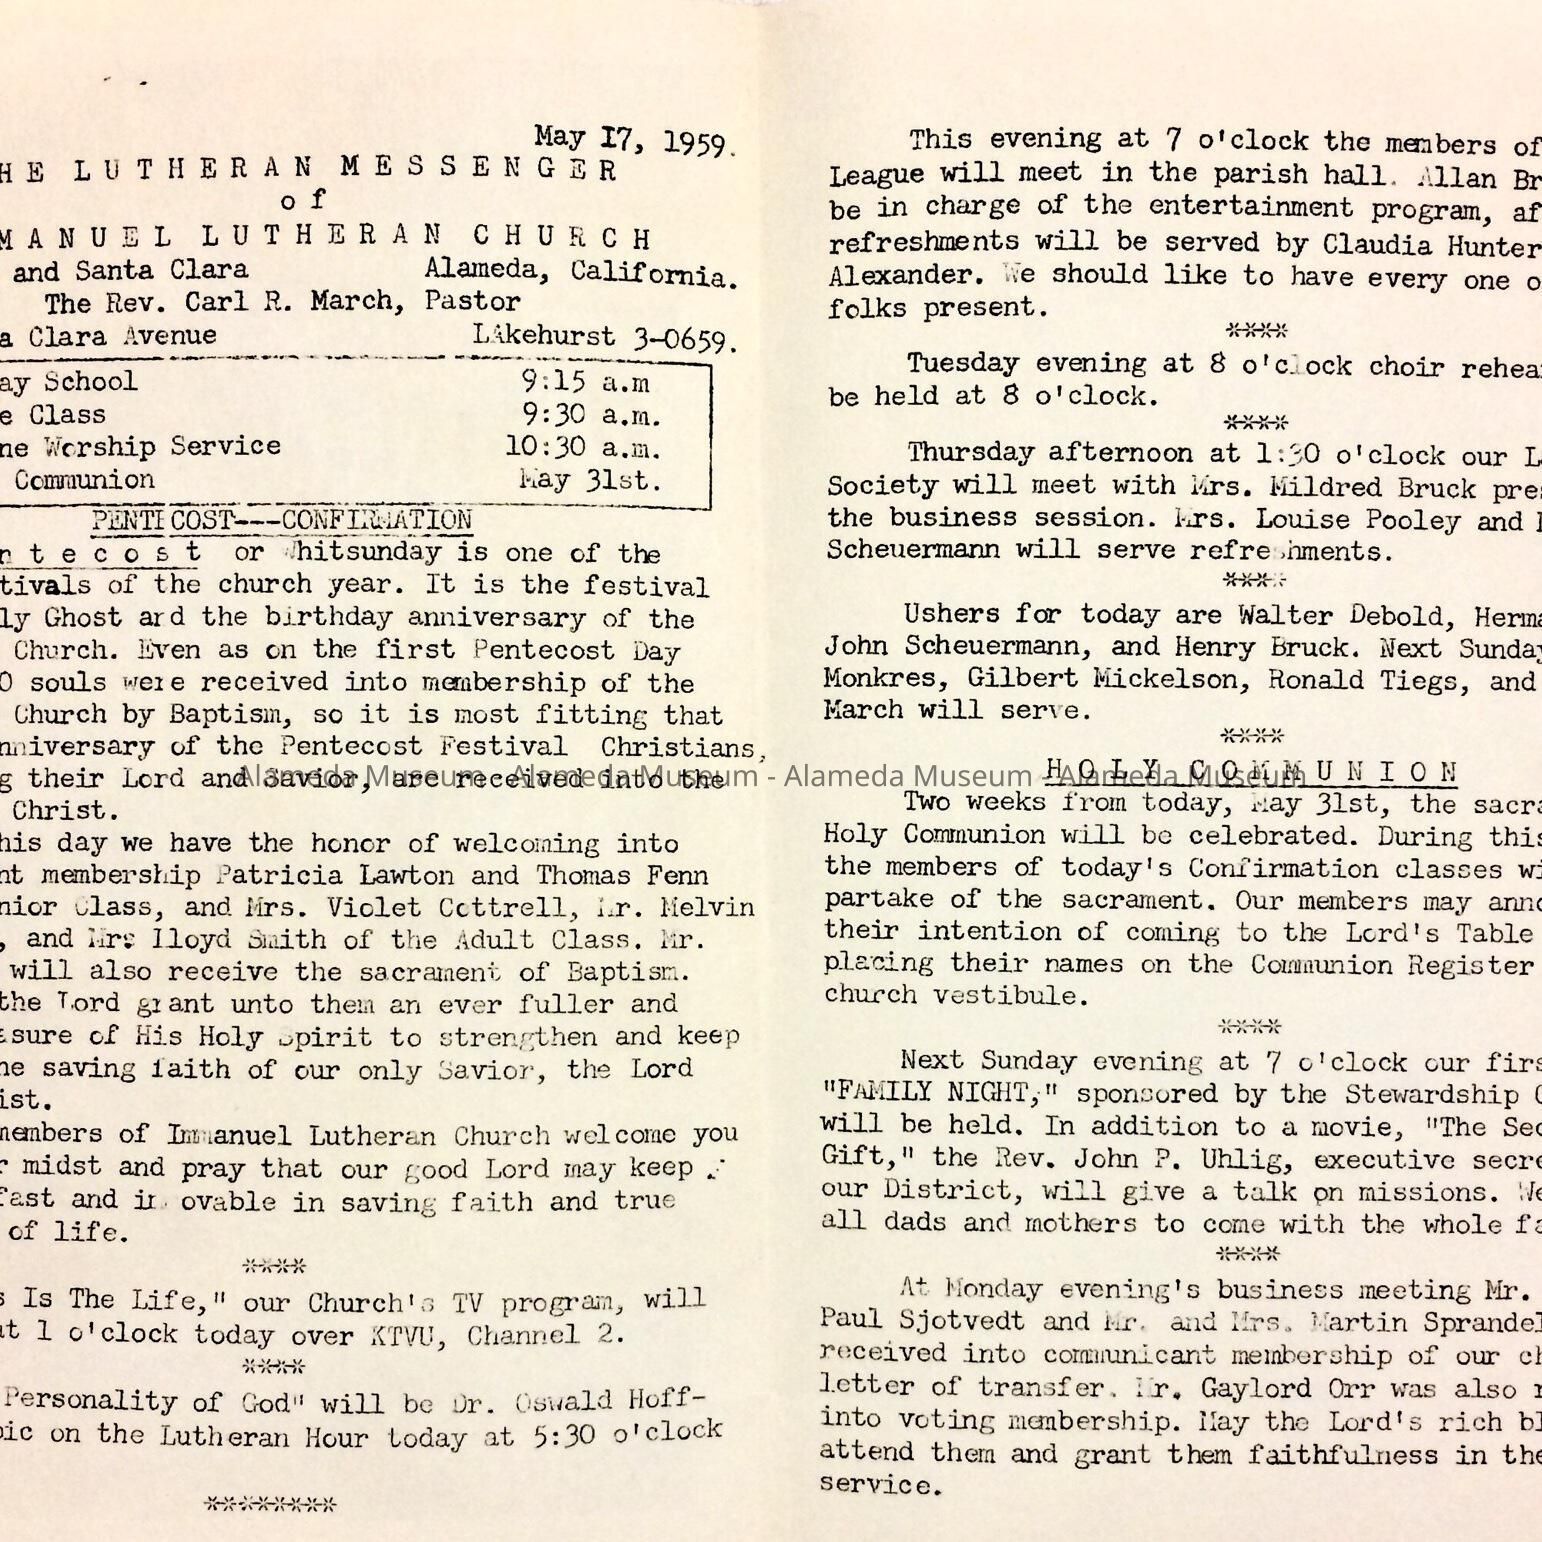 May 17, 1959.
HE LUTHERAN MESSENGER
of
MANUEL LUTHERAN CHURCH
and Santa Clara Alameda, California.
The Rev. Carl R. March, Pastor
a Clara Avenue LAkehurst 3-0659.
ay School 9:15 a.m
e Class 9:30 a.m.
ne Worship Service 10:30 a.m.
Communion May 31st.
PENTECOST---CONFIRMATION
ntecost or Whitsunday is one of the
tivals of the church year. It is the festival
ly Ghost and the birthday anniversary of the
Church. Even as on the first Pentecost Day
0 souls were received into membership of the
Church by Baptism, so it is most fitting that
nniversary of the Pentecost Festival Christians,
g their Lord and Savior, are received into the
Christ.
his day we have the honor of welcoming into
nt membership Patricia Lawton and Thomas Fenn
nior Class, and Mrs. Violet Cottrell, Mr. Melvin
, and Mrs Lloyd Smith of the Adult Class. Mr.
will also receive the sacrament of Baptism.
the Lord grant unto them an ever fuller and
asure of His Holy Spirit to strengthen and keep
he saving faith of our only Savior, the Lord
ist.
members of Immanuel Lutheran Church welcome you
r midst and pray that our good Lord may keep
fast and ovable in saving faith and true
of life.
****
s Is The Life," our Church's TV program, will
at 1 o'clock today over KTVU, Channel 2.
****
Personality of God" will be Dr. Oswald Hoff-
pic on the Lutheran Hour today at 5:30 o'clock
********
This evening at 7 o'clock the members of
League will meet in the parish hall. Allan Br
be in charge of the entertainment program, af
refreshments will be served by Claudia Hunter
Alexander. We should like to have every one o
folks present.
****
Tuesday evening at 8 o'clock choir rehea
be held at 8 o'clock.
****
Thursday afternoon at 1:30 o'clock our L
Society will meet with Mrs. Mildred Bruck pres
the business session. Mrs. Louise Pooley and M
Scheuermann will serve refreshments.
****
Ushers for today are Walter Debold, Herma
John Scheuermann, and Henry Bruck. Next Sunday
Monkres, Gilbert Mickelson, Ronald Tiegs, and
March will serve.
****
HOLY COMMUNION
Two weeks from today, May 31st, the sacra
Holy Communion will be celebrated. During this
the members of today's Confirmation classes wi
partake of the sacrament. Our members may anno
their intention of coming to the Lord's Table
placing their names on the Communion Register
church vestibule.
****
Next Sunday evening at 7 o'clock our firs
"FAMILY NIGHT," sponsored by the Stewardship C
will be held. In addition to a movie, "The Sec
Gift," the Rev. John P. Uhlig, executive secre
our District, will give a talk on missions. We
all dads and mothers to come with the whole fa
****
At Monday evening's business meeting Mr.
Paul Sjotvedt and Mr. and Mrs. Martin Sprandel
received into communicant membership of our ch
letter of transfer. Mr. Gaylord Orr was also r
into voting membership. May the Lord's rich bl
attend them and grant them faithfulness in the
service.
Alameda Museum - Alameda Museum - Alameda Museum - Alameda Museum